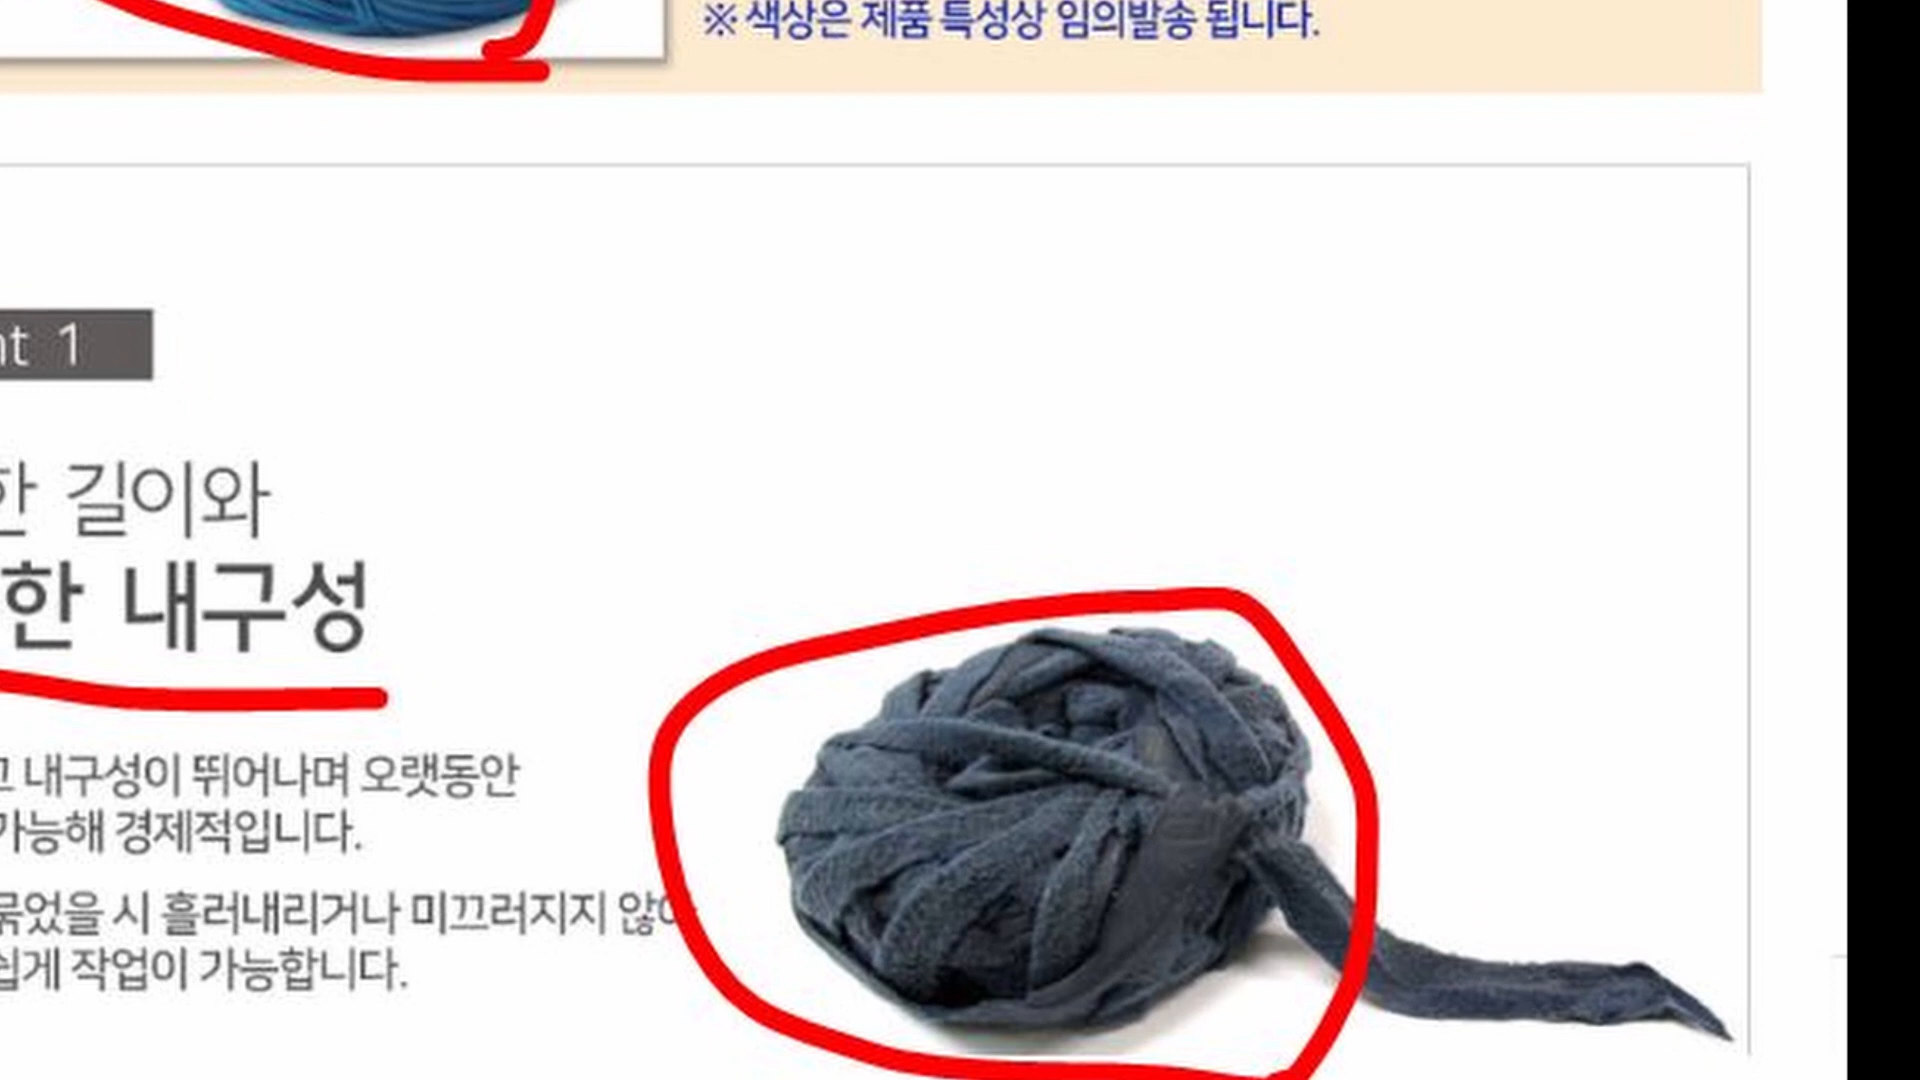 ※ 색상은 제품 특성상 임의발송 됩니다.
1
한 길이와
한 내구성
내구성이 뛰어나며 오랫동안
가능해 경제적입니다.
묶었을 시 흘러내리거나 미끄러지지
쉽게 작업이 가능합니다.